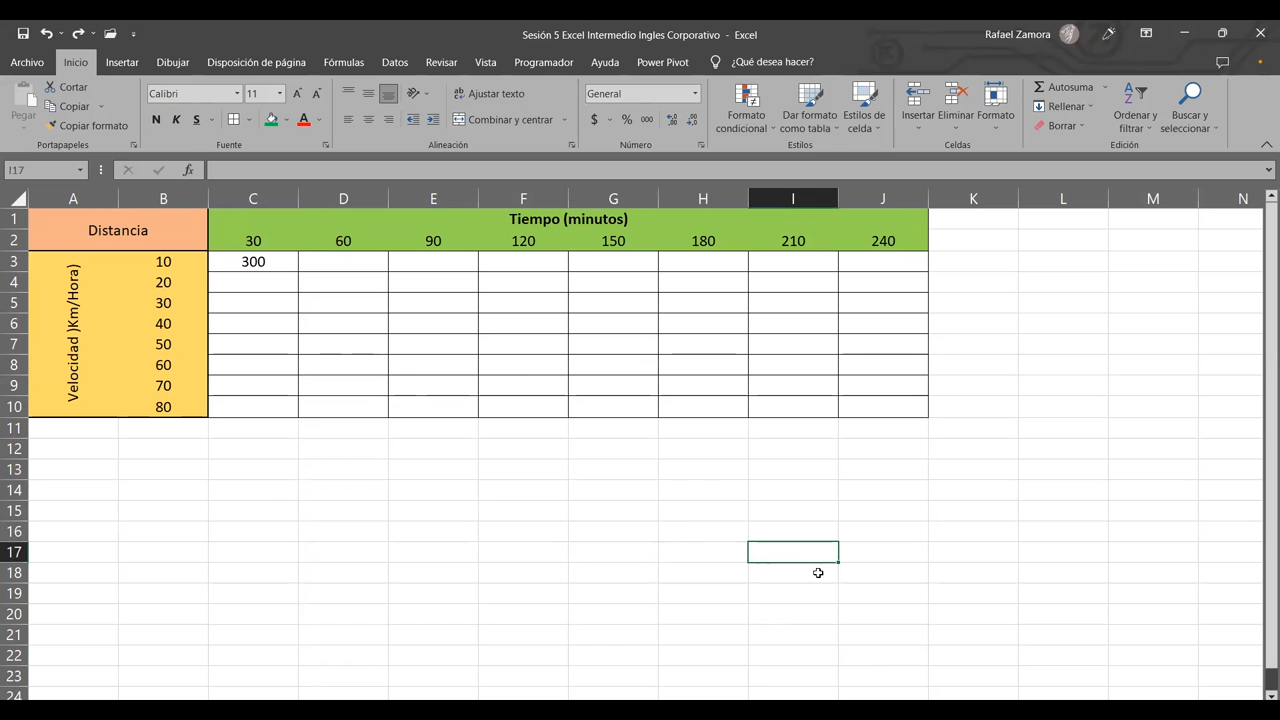 Sesión 5 Excel Intermedio Ingles Corporativo - Excel
Rafael Zamora
Archivo Inicio Insertar Dibujar Disposición de página Fórmulas Datos Revisar Vista Programador Ayuda Power Pivot ¿Qué desea hacer?
Pegar
Cortar
Copiar
Copiar formato
Portapapeles
Calibri 11
N K S
Fuente
Ajustar texto
Combinar y centrar
Alineación
General
$ % 000
Número
Formato condicional
Dar formato como tabla
Estilos de celda
Estilos
Insertar Eliminar Formato
Celdas
Autosuma
Rellenar
Borrar
Ordenar y filtrar
Buscar y seleccionar
Edición
I17 fx
A B C D E F G H I J K L M N
1 Distancia Tiempo (minutos)
2 30 60 90 120 150 180 210 240
Velocidad )Km/Hora)
3 10 300
4 20
5 30
6 40
7 50
8 60
9 70
10 80
11
12
13
14
15
16
17
18
19
20
21
22
23
24